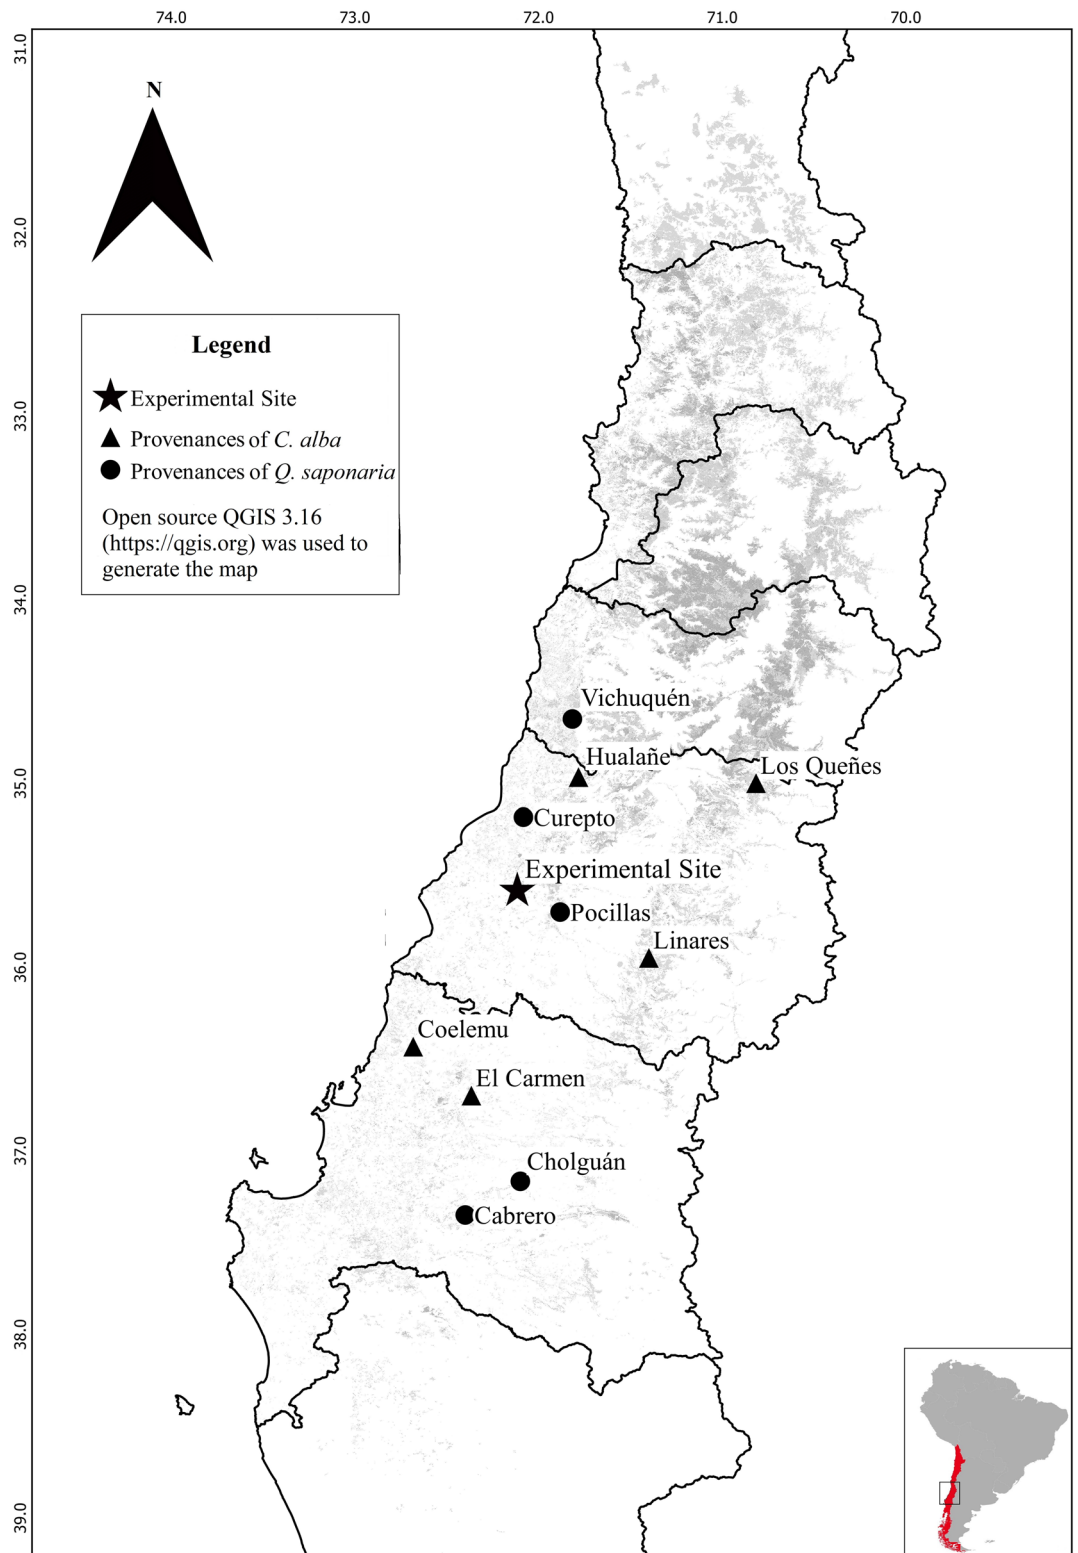 74.0 73.0 72.0 71.0 70.0
31.0
N
32.0
Legend
Experimental Site
Provenances of C. alba
Provenances of Q. saponaria
Open source QGIS 3.16
(https://qgis.org) was used to
generate the map
33.0
34.0
Vichuquén
Hualañe
Los Queñes
35.0
Curepto
Experimental Site
Pocillas
Linares
36.0
Coelemu
El Carmen
37.0
Cholguán
Cabrero
38.0
39.0